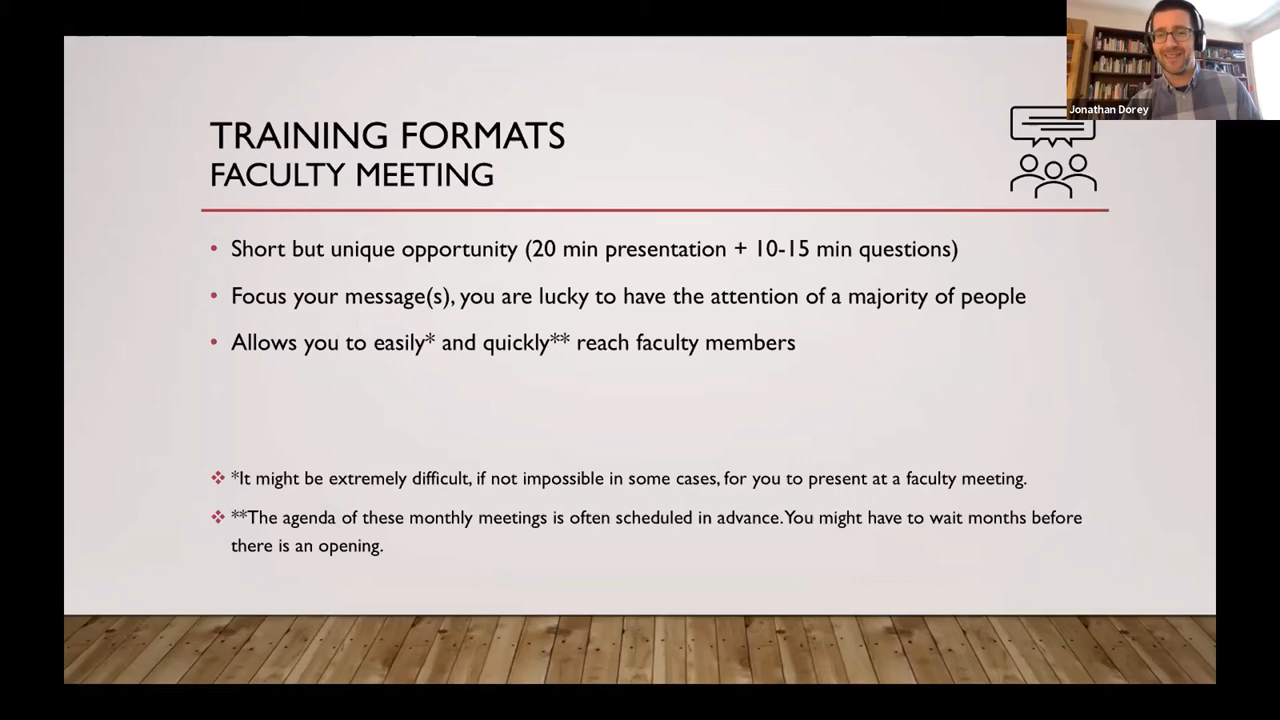 Jonathan Dorey
TRAINING FORMATS
FACULTY MEETING
• Short but unique opportunity (20 min presentation + 10-15 min questions)
• Focus your message(s), you are lucky to have the attention of a majority of people
• Allows you to easily* and quickly** reach faculty members
❖ *It might be extremely difficult, if not impossible in some cases, for you to present at a faculty meeting.
❖ **The agenda of these monthly meetings is often scheduled in advance. You might have to wait months before
there is an opening.